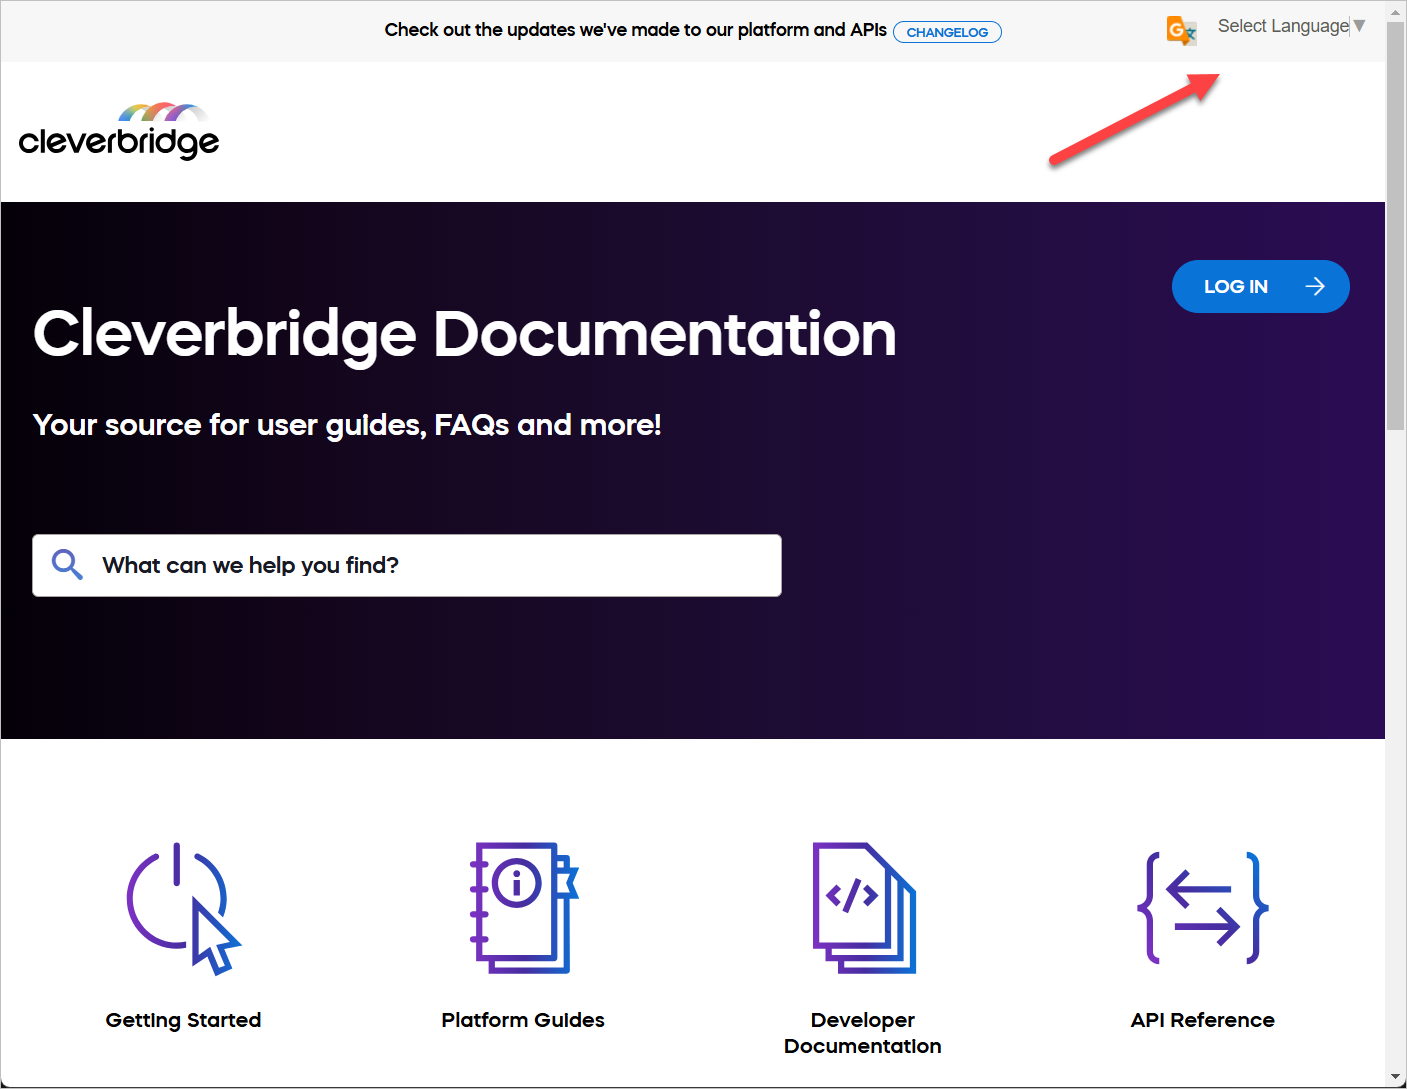 Check out the updates we've made to our platform and APIs CHANGELOG
G 文 Select Language▼
cleverbridge
LOG IN →
Cleverbridge Documentation
Your source for user guides, FAQs and more!
What can we help you find?
Getting Started
Platform Guides
Developer
Documentation
API Reference